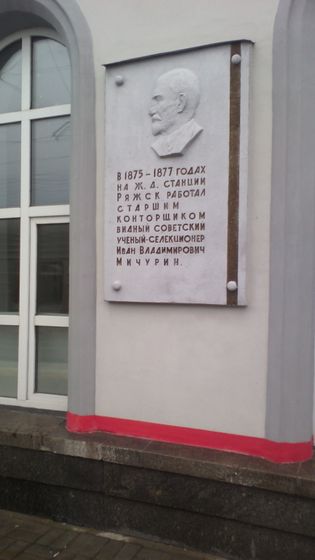 В 1875-1877 ГОДАХ
НА Ж. Д. СТАНЦИИ
РЯЖСК РАБОТАЛ
СТАРШИМ
КОНТОРЩИКОМ
ВИДНЫЙ СОВЕТСКИЙ
УЧЕНЫЙ-СЕЛЕКЦИОНЕР
ИВАН ВЛАДИМИРОВИЧ
МИЧУРИН.